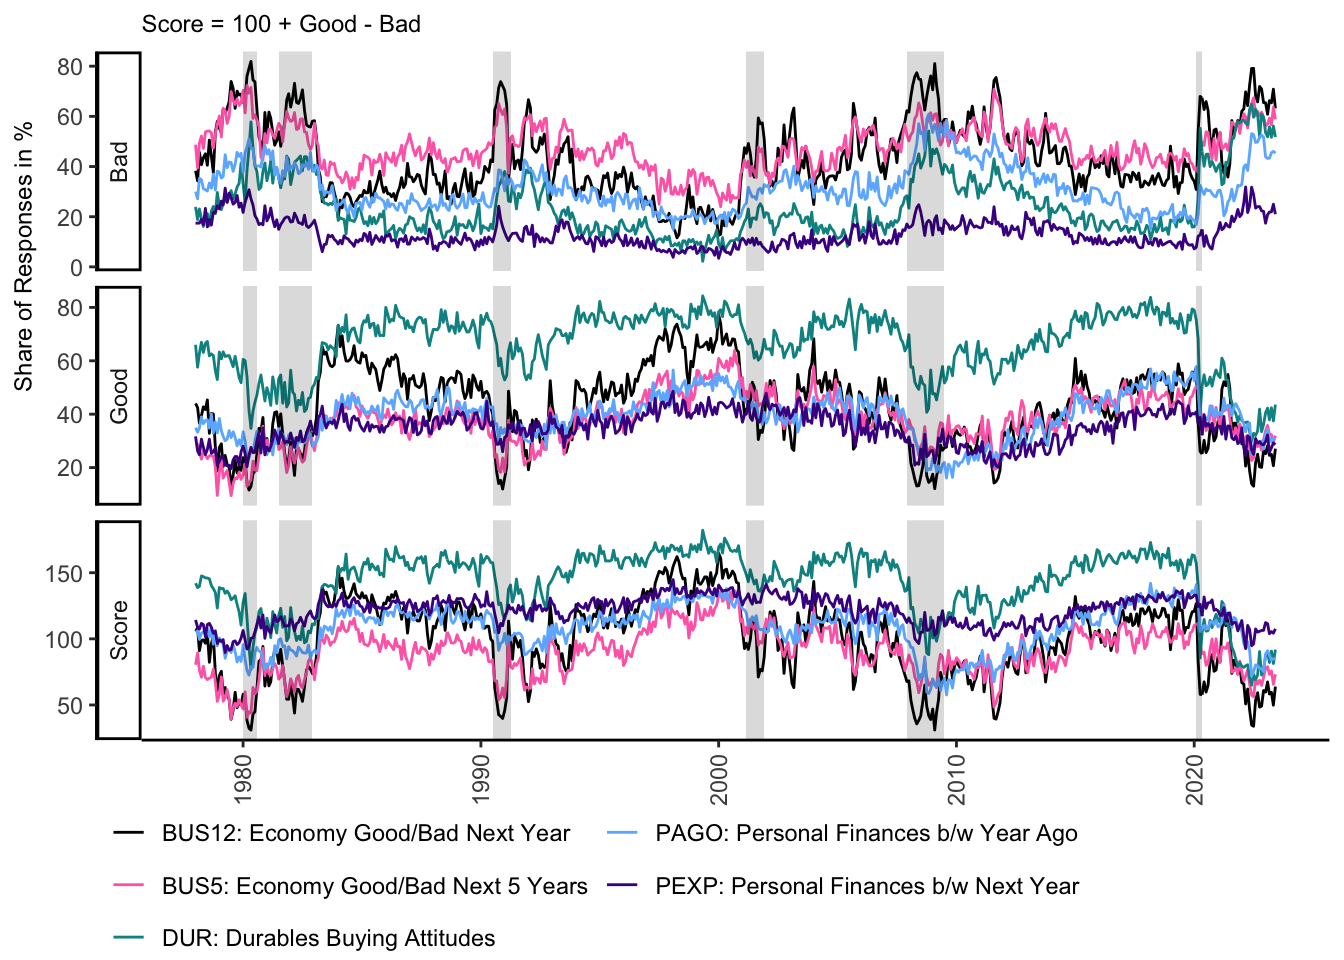 Score = 100 + Good - Bad
Share of Responses in %
Bad
80
60
40
20
0
Good
80
60
40
20
Score
150
100
50
1980
1990
2000
2010
2020
BUS12: Economy Good/Bad Next Year
PAGO: Personal Finances b/w Year Ago
BUS5: Economy Good/Bad Next 5 Years
PEXP: Personal Finances b/w Next Year
DUR: Durables Buying Attitudes